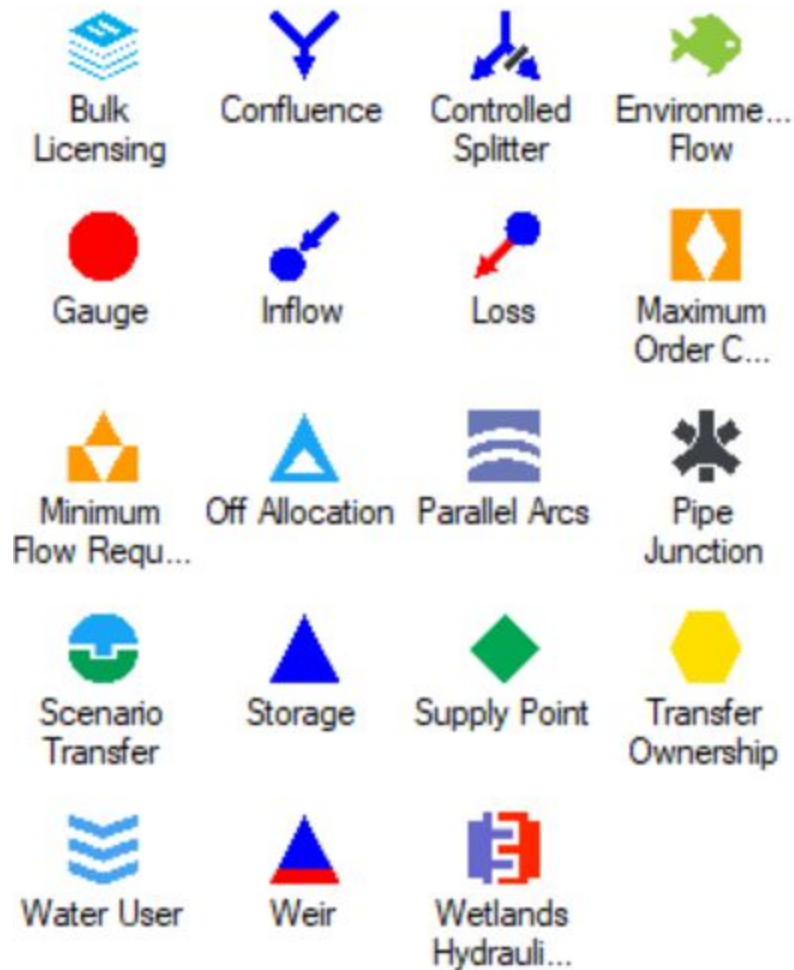 Bulk Licensing
Confluence
Controlled Splitter
Environme... Flow
Gauge
Inflow
Loss
Maximum Order C...
Minimum Flow Requ...
Off Allocation
Parallel Arcs
Pipe Junction
Scenario Transfer
Storage
Supply Point
Transfer Ownership
Water User
Weir
Wetlands Hydrauli...